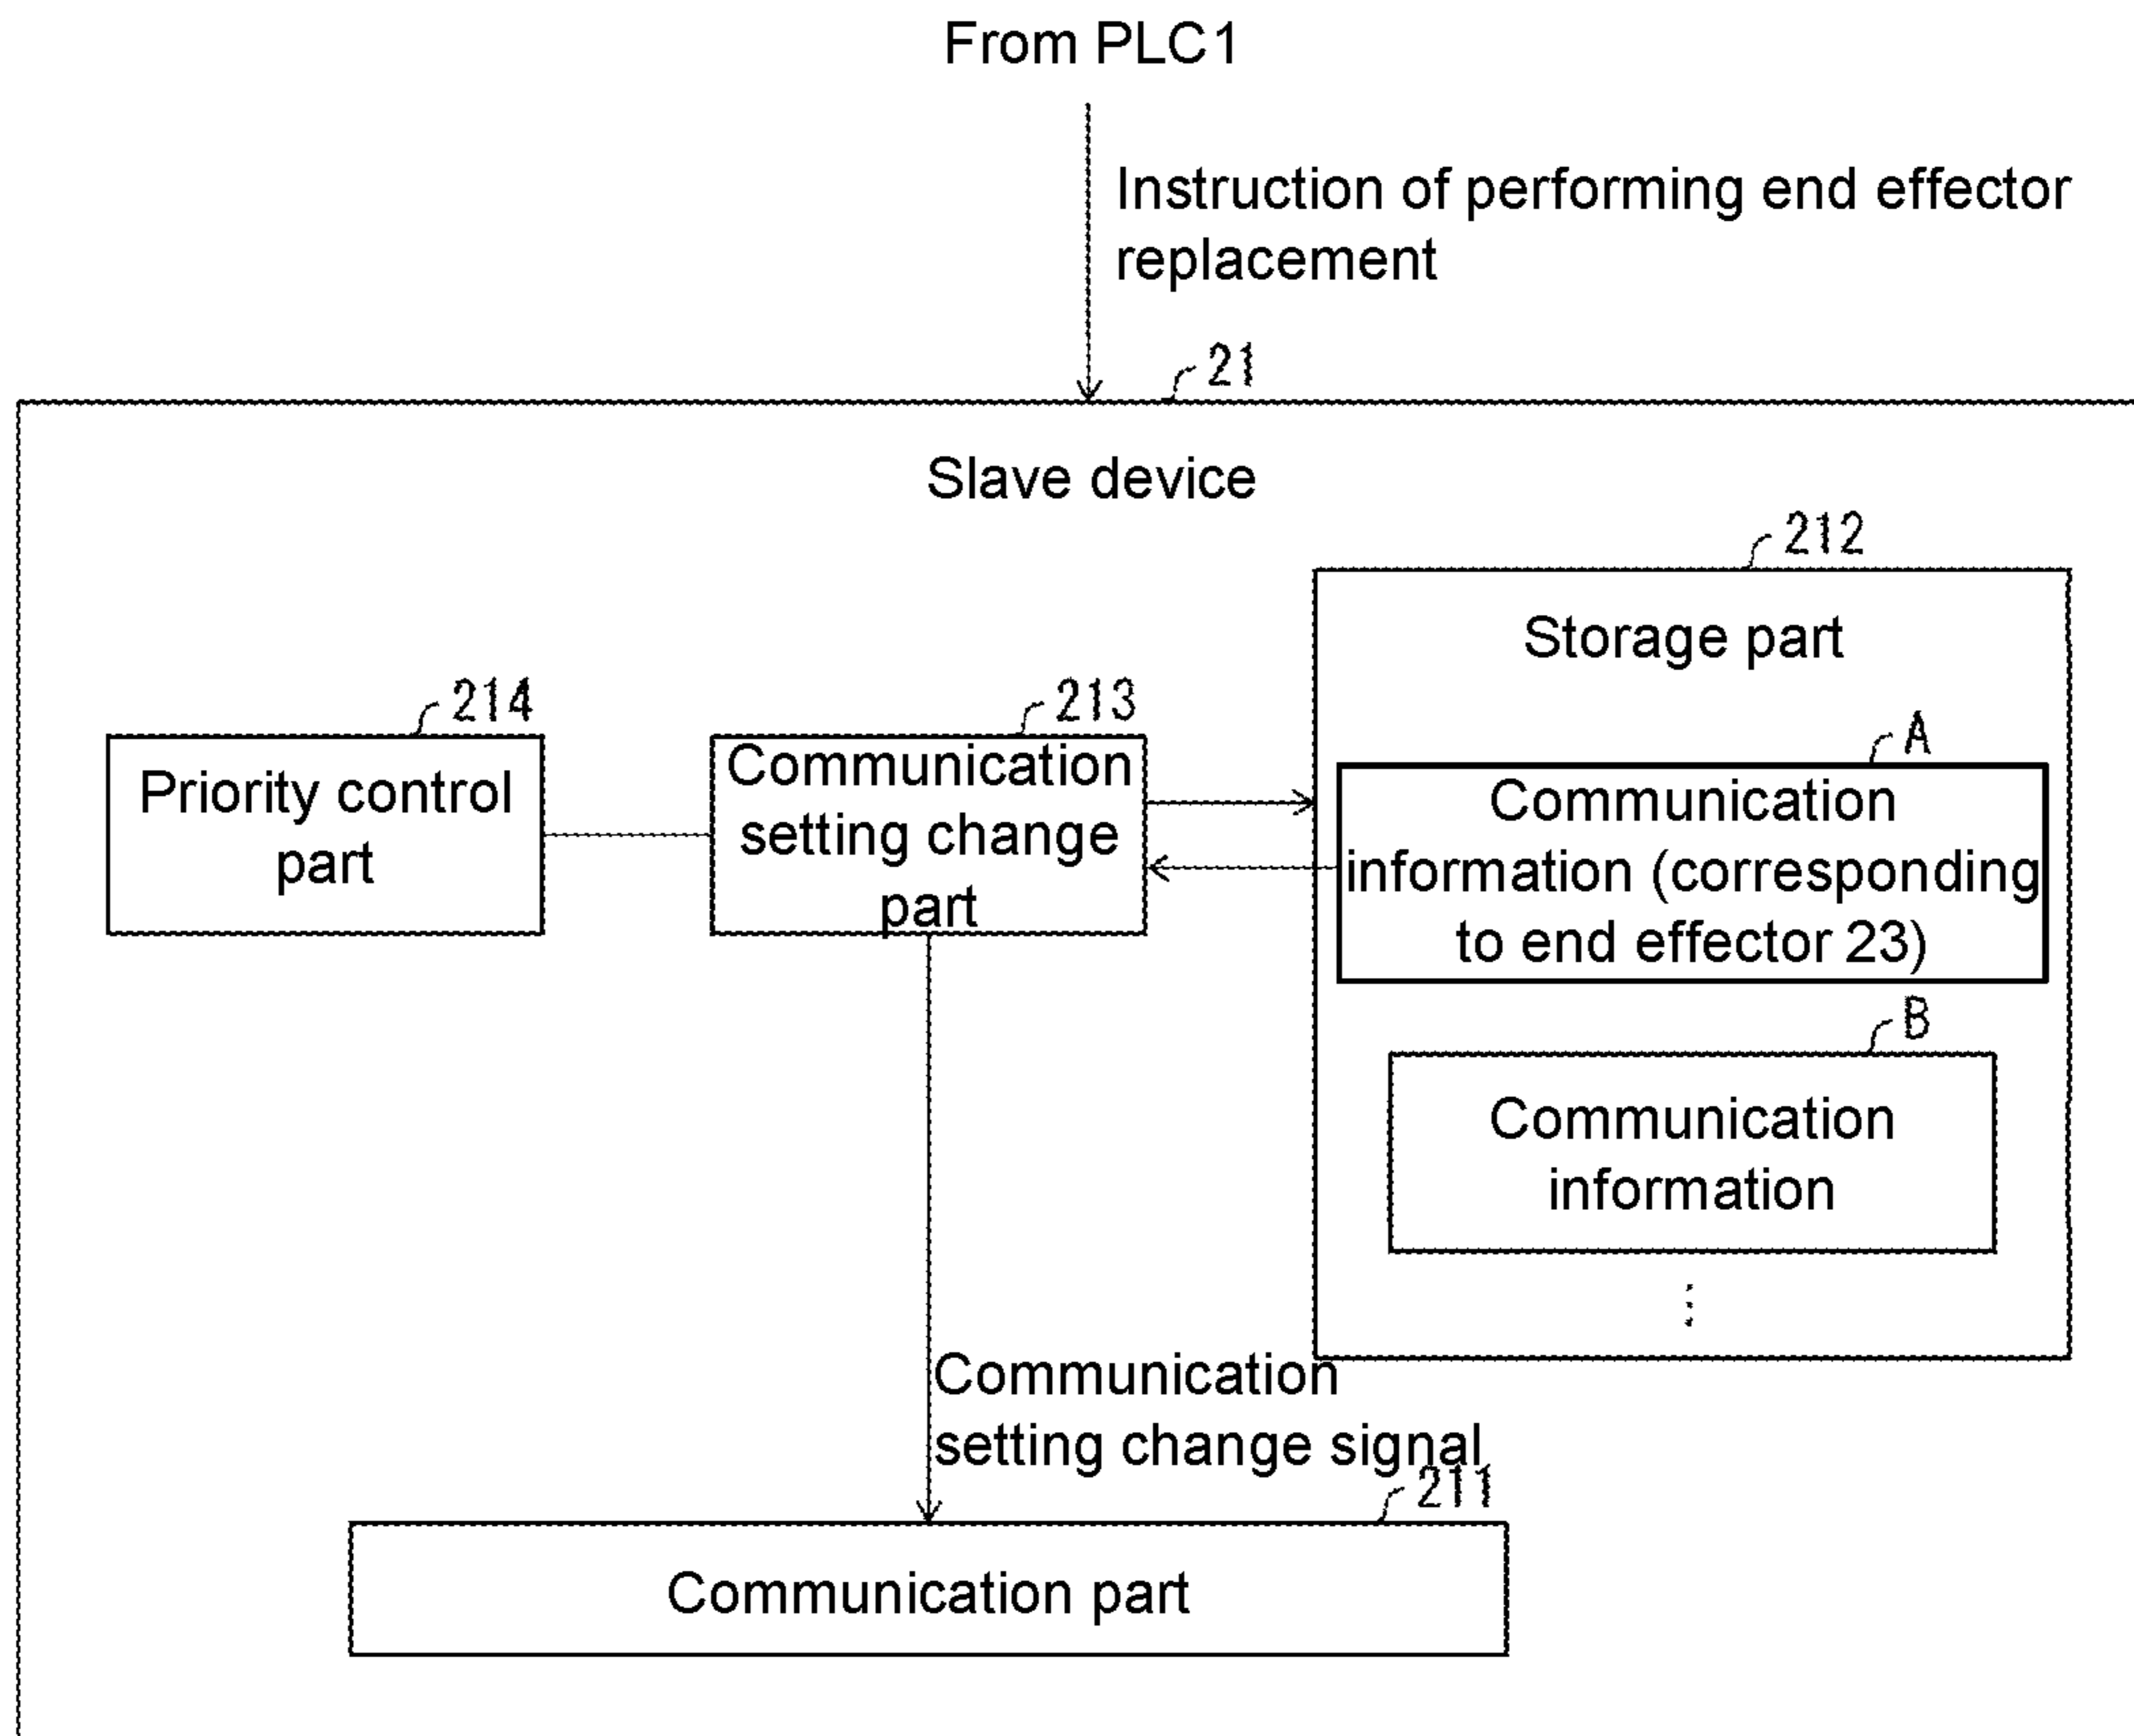 From PLC1
Instruction of performing end effector
replacement
21
Slave device
212
Storage part
214
Priority control
part
213
Communication
setting change
part
A
Communication
information (corresponding
to end effector 23)
B
Communication
information
Communication
setting change signal
211
Communication part